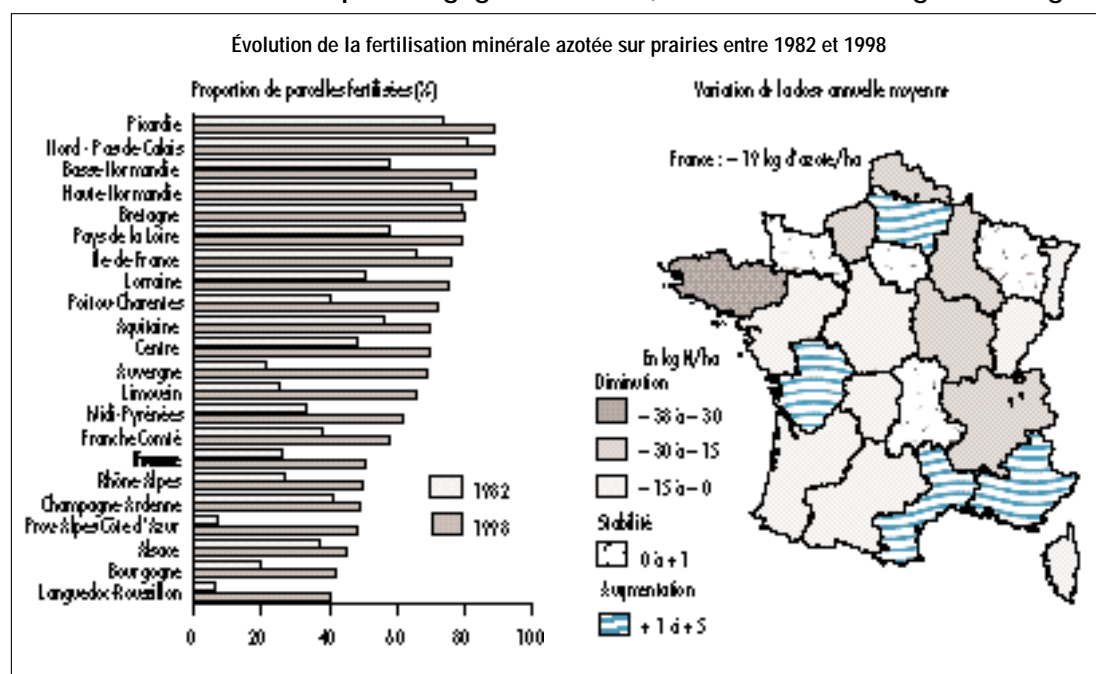 Évolution de la fertilisation minérale azotée sur prairies entre 1982 et 1998
Proportion de parcelles fertilisées (%)
Picardie
Nord - Pas-de-Calais
Basse-Normandie
Haute-Normandie
Bretagne
Pays de la Loire
Île-de-France
Lorraine
Poitou-Charentes
Aquitaine
Centre
Auvergne
Limousin
Midi-Pyrénées
Franche-Comté
France
Rhône-Alpes
Champagne-Ardenne
Prov-Alpes Côte d'Azur
Alsace
Bourgogne
Languedoc-Roussillon
0 20 40 60 80 100
1982
1998
Variation de la dose annuelle moyenne
France : – 19 kg d'azote/ha
En kg N/ha
Diminution
– 38 à – 30
– 30 à – 15
– 15 à – 0
Stabilité
0 à + 1
Augmentation
+ 1 à + 5